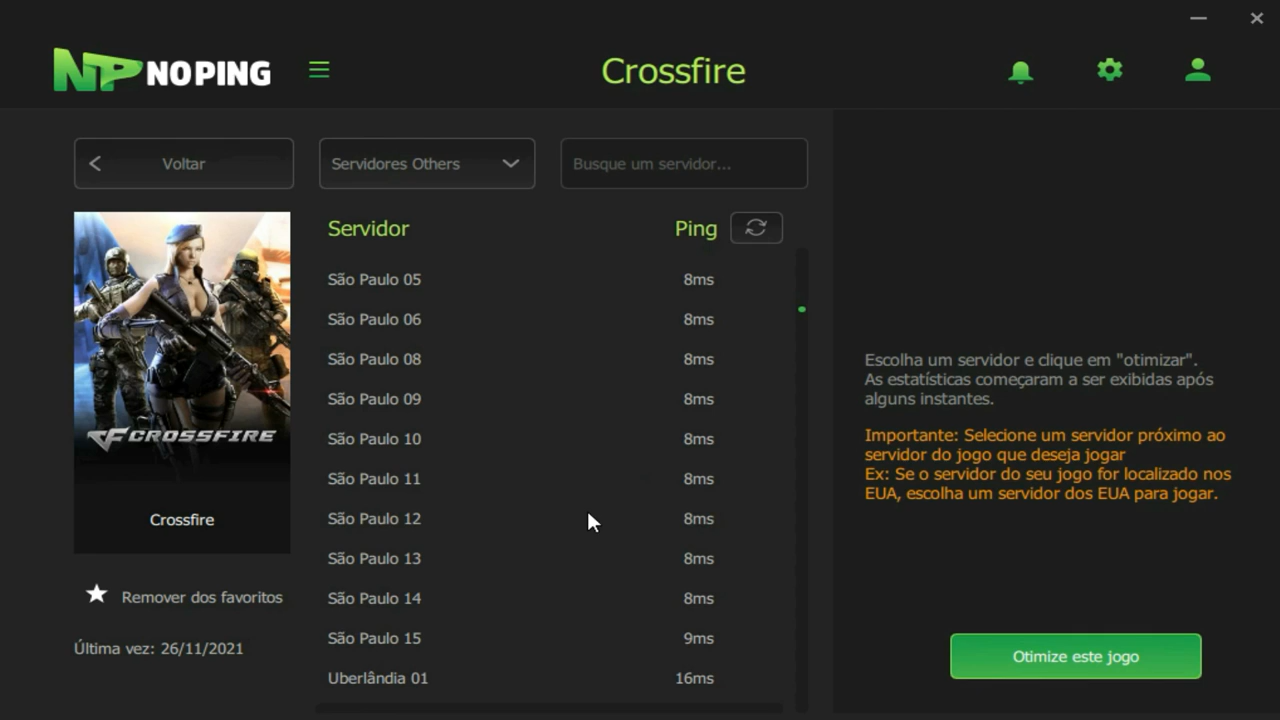 NP NOPING
Crossfire
Voltar
Servidores Others
Busque um servidor...
Servidor Ping
São Paulo 05 8ms
São Paulo 06 8ms
São Paulo 08 8ms
São Paulo 09 8ms
São Paulo 10 8ms
São Paulo 11 8ms
São Paulo 12 8ms
São Paulo 13 8ms
São Paulo 14 8ms
São Paulo 15 9ms
Uberlândia 01 16ms
CF CROSSFIRE
Crossfire
Remover dos favoritos
Última vez: 26/11/2021
Escolha um servidor e clique em "otimizar".
As estatísticas começaram a ser exibidas após
alguns instantes.
Importante: Selecione um servidor próximo ao
servidor do jogo que deseja jogar
Ex: Se o servidor do seu jogo for localizado nos
EUA, escolha um servidor dos EUA para jogar.
Otimize este jogo